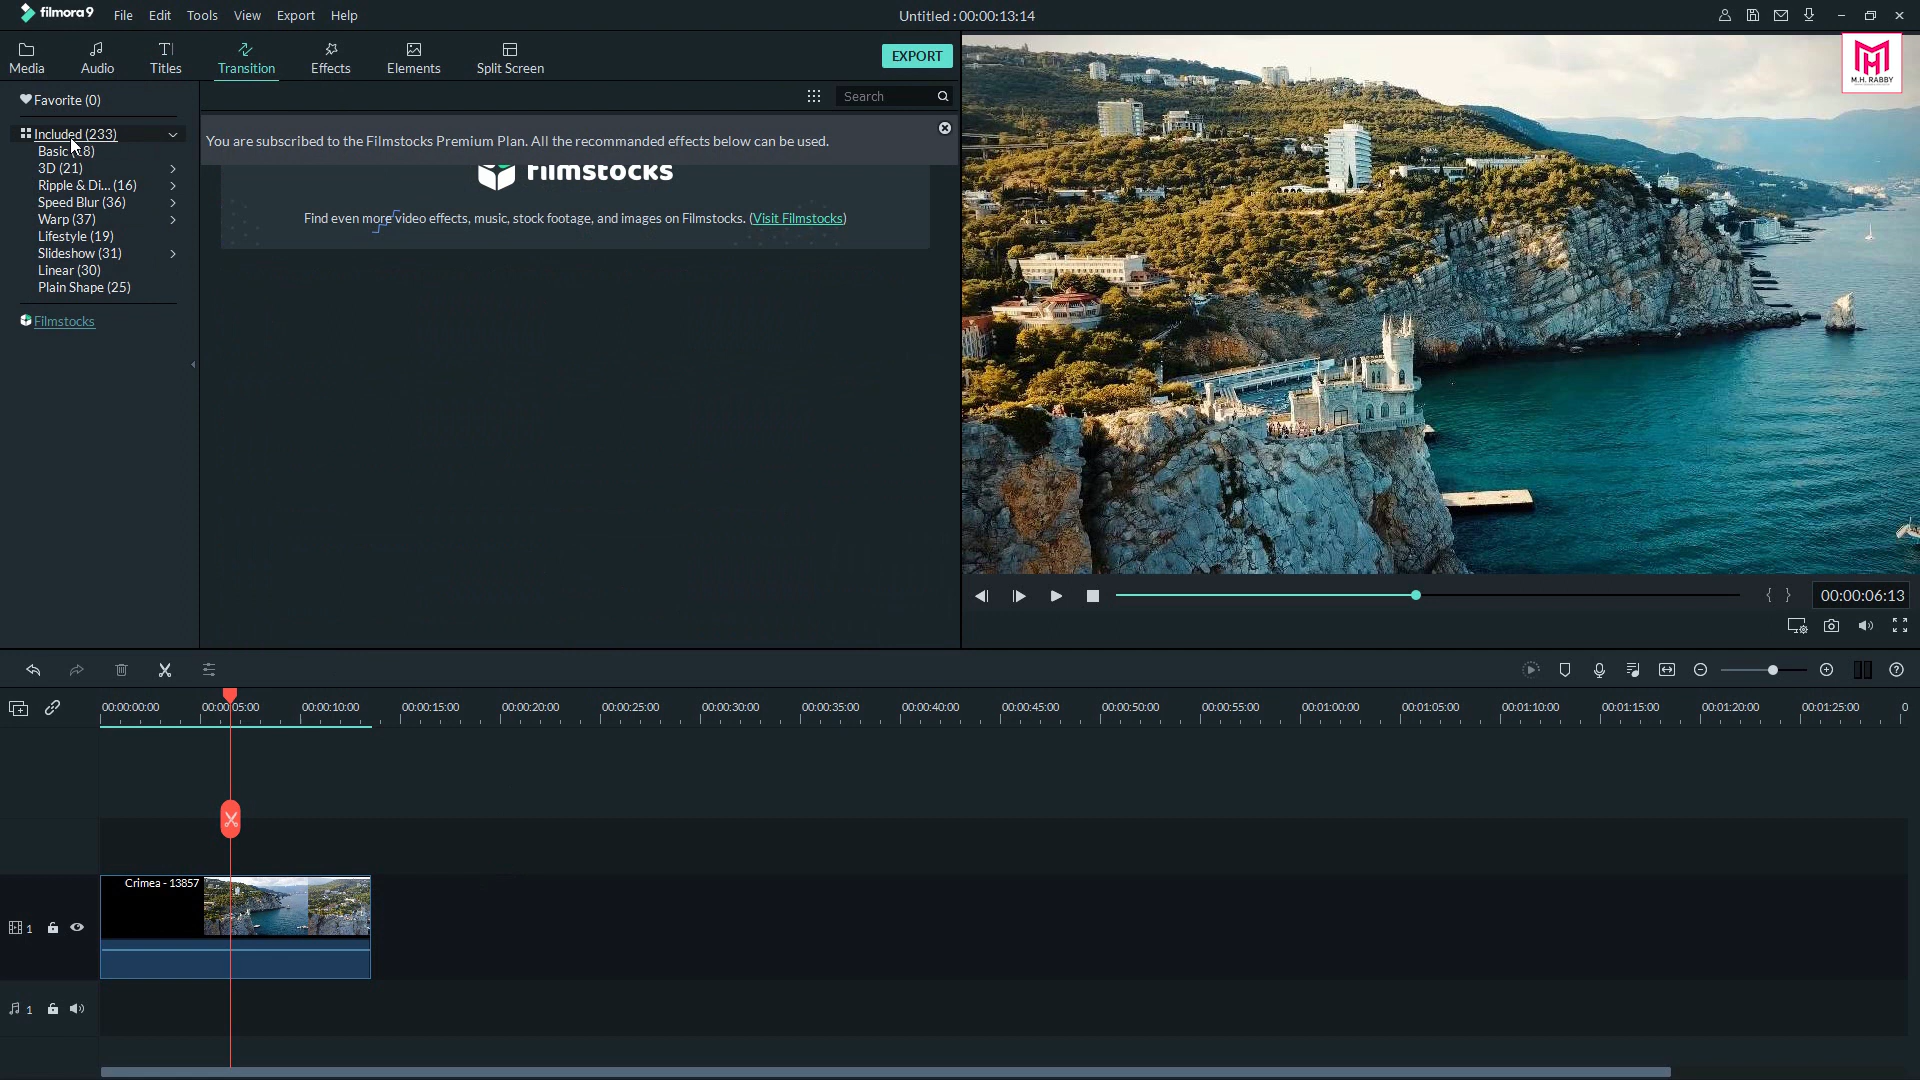 filmora9 File Edit Tools View Export Help Untitled : 00:00:13:14
Media Audio Titles Transition Effects Elements Split Screen EXPORT
M.H. RABBY
Favorite (0)
Search
Included (233)
You are subscribed to the Filmstocks Premium Plan. All the recommanded effects below can be used.
Basic (18)
3D (21)
filmstocks
Ripple & Di... (16)
Speed Blur (36)
Warp (37)
Find even more video effects, music, stock footage, and images on Filmstocks. (Visit Filmstocks)
Lifestyle (19)
Slideshow (31)
Linear (30)
Plain Shape (25)
Filmstocks
{ } 00:00:06:13
00:00:00:00 00:00:05:00 00:00:10:00 00:00:15:00 00:00:20:00 00:00:25:00 00:00:30:00 00:00:35:00 00:00:40:00 00:00:45:00 00:00:50:00 00:00:55:00 00:01:00:00 00:01:05:00 00:01:10:00 00:01:15:00 00:01:20:00 00:01:25:00 0
Crimea - 13857
1
1